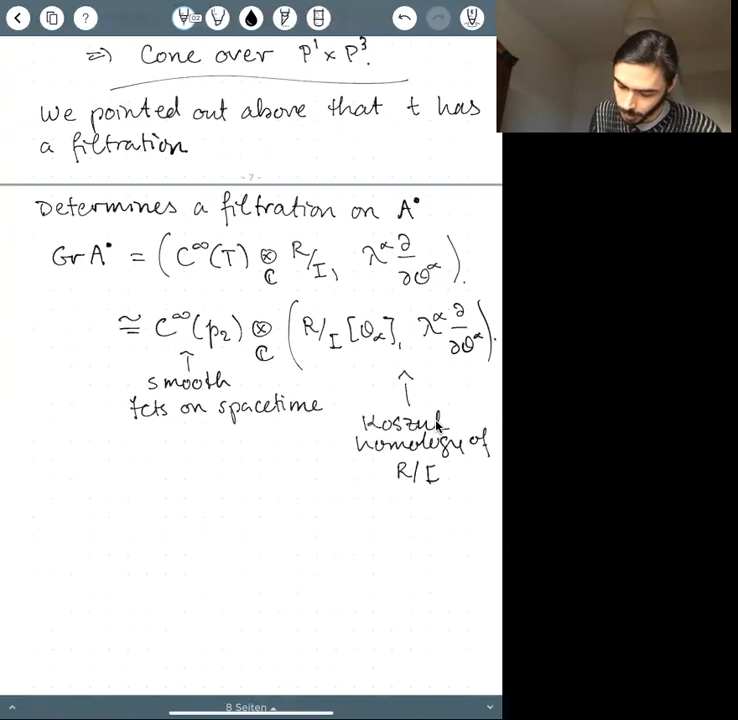 ⇒ Cone over P¹ × P³.
We pointed out above that t has
a filtration
- 7 -
Determines a filtration on A•
Gr A• = (C^∞(T) ⊗_C R/I, λ^α ∂/∂θ^α).
≅ C^∞(p₂) ⊗_C (R/I [θ_α], λ^α ∂/∂θ^α).
↑
smooth
fcts on spacetime
↑
Koszul
homology of
R/I
8 Seiten